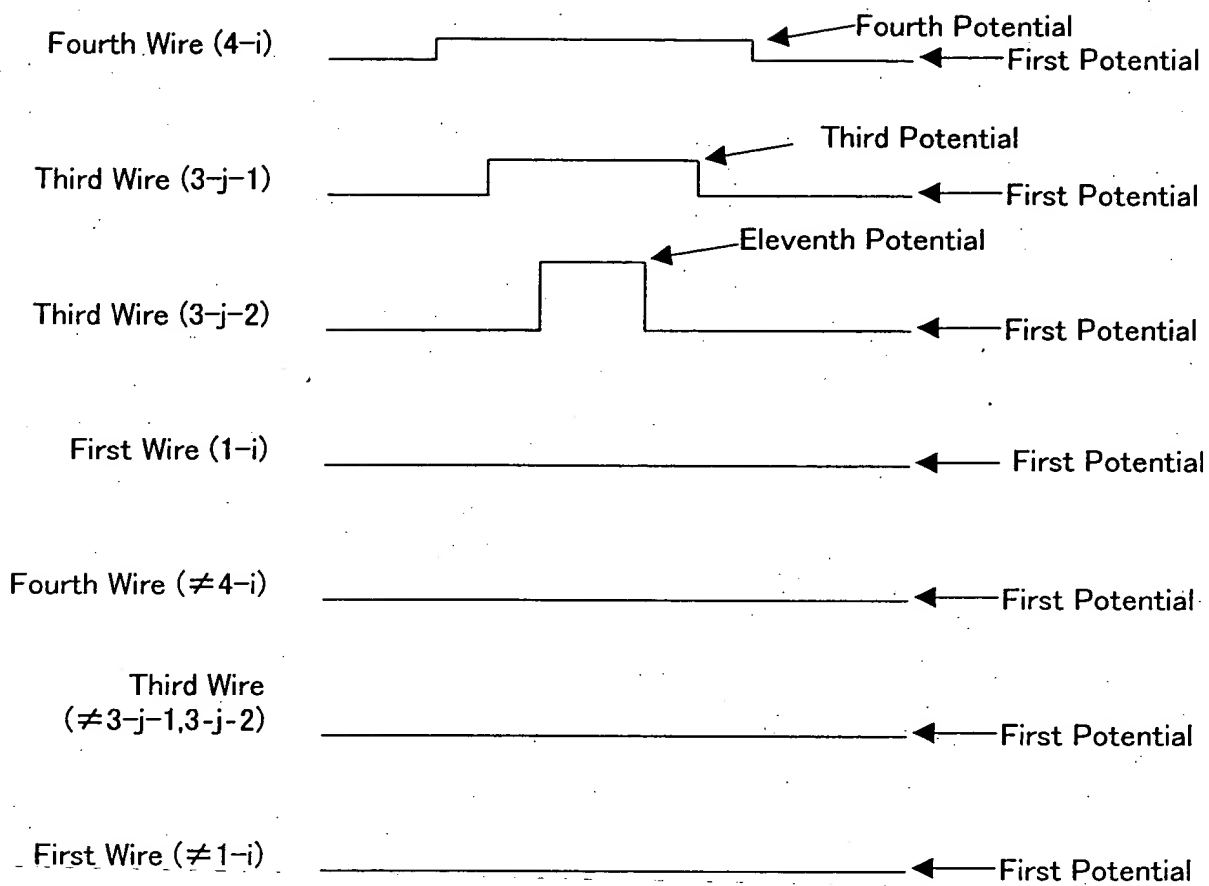 Fourth Wire (4-i)
Fourth Potential
First Potential
Third Wire (3-j-1)
Third Potential
First Potential
Third Wire (3-j-2)
Eleventh Potential
First Potential
First Wire (1-i)
First Potential
Fourth Wire (≠4-i)
First Potential
Third Wire
(≠3-j-1,3-j-2)
First Potential
First Wire (≠1-i)
First Potential